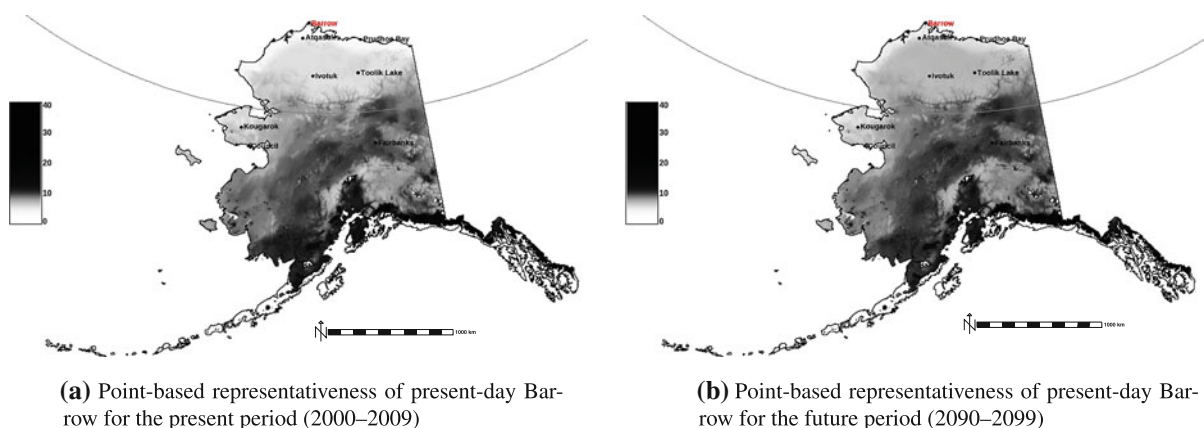 Barrow
Atqasuk
Prudhoe Bay
Ivotuk
Toolik Lake
Kougarok
Council
Fairbanks
40
30
20
10
0
N
1000 km
(a) Point-based representativeness of present-day Bar-
row for the present period (2000–2009)
Barrow
Atqasuk
Prudhoe Bay
Ivotuk
Toolik Lake
Kougarok
Council
Fairbanks
40
30
20
10
0
N
1000 km
(b) Point-based representativeness of present-day Bar-
row for the future period (2090–2099)